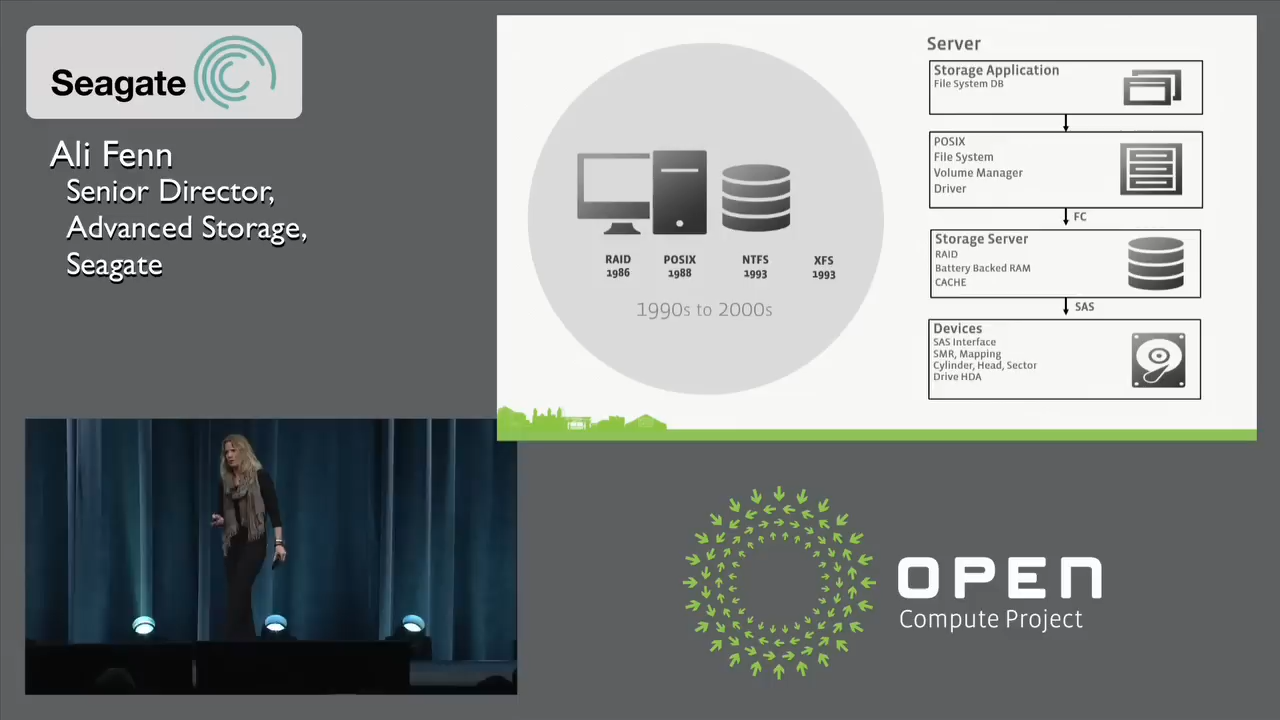 Seagate
Ali Fenn
Senior Director,
Advanced Storage,
Seagate
RAID
1986
POSIX
1988
NTFS
1993
XFS
1993
1990s to 2000s
Server
Storage Application
File System DB
POSIX
File System
Volume Manager
Driver
FC
Storage Server
RAID
Battery Backed RAM
CACHE
SAS
Devices
SAS Interface
SMR, Mapping
Cylinder, Head, Sector
Drive HDA
OPEN
Compute Project